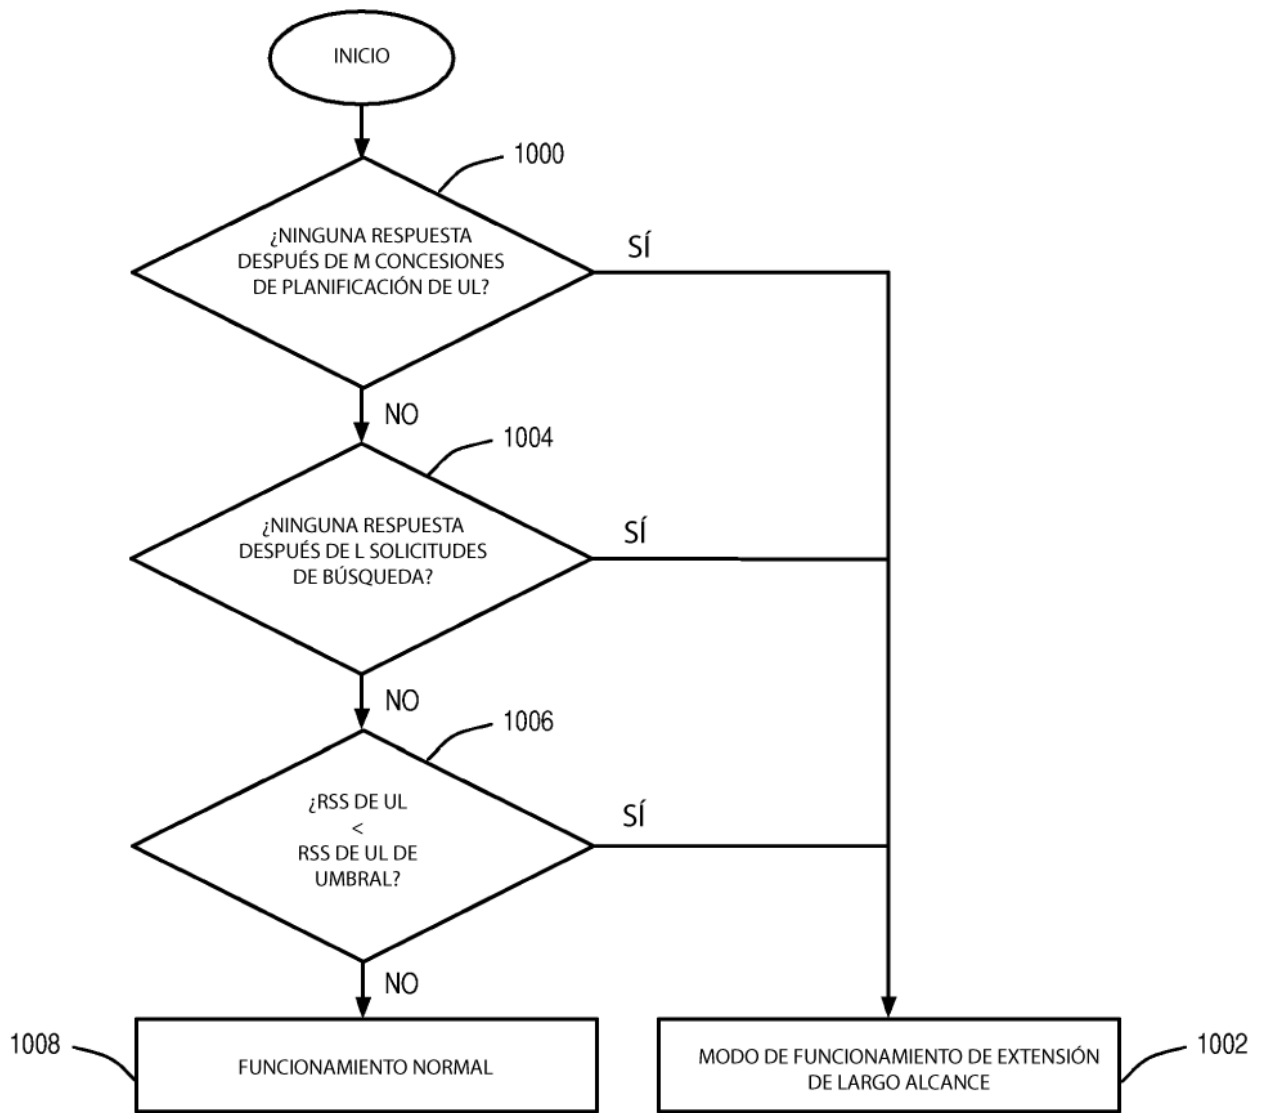 INICIO
1000
¿NINGUNA RESPUESTA
DESPUÉS DE M CONCESIONES
DE PLANIFICACIÓN DE UL?
SÍ
NO
1004
¿NINGUNA RESPUESTA
DESPUÉS DE L SOLICITUDES
DE BÚSQUEDA?
SÍ
NO
1006
¿RSS DE UL
<
RSS DE UL DE
UMBRAL?
SÍ
NO
1008
FUNCIONAMIENTO NORMAL
MODO DE FUNCIONAMIENTO DE EXTENSIÓN
DE LARGO ALCANCE
1002